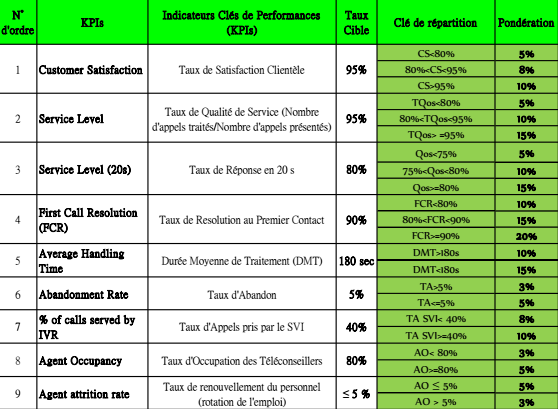 N° d'ordre KPIs Indicateurs Clés de Performances (KPIs) Taux Cible Clé de répartition Pondération
1 Customer Satisfaction Taux de Satisfaction Clientèle 95%
CS<80% 5%
80%<CS<95% 8%
CS>95% 10%
2 Service Level Taux de Qualité de Service (Nombre d'appels traités/Nombre d'appels présentés) 95%
TQos<80% 5%
80%<TQos<95% 10%
TQos> =95% 15%
3 Service Level (20s) Taux de Réponse en 20 s 80%
Qos<75% 5%
75%<Qos<80% 10%
Qos>=80% 15%
4 First Call Resolution (FCR) Taux de Resolution au Premier Contact 90%
FCR<80% 10%
80%<FCR<90% 15%
FCR>=90% 20%
5 Average Handling Time Durée Moyenne de Traitement (DMT) 180 sec
DMT>180s 10%
DMT<180s 15%
6 Abandonment Rate Taux d'Abandon 5%
TA>5% 3%
TA<=5% 5%
7 % of calls served by IVR Taux d'Appels pris par le SVI 40%
TA SVI< 40% 8%
TA SVI>=40% 10%
8 Agent Occupancy Taux d'Occupation des Téléconseillers 80%
AO< 80% 3%
AO>=80% 5%
9 Agent attrition rate Taux de renouvellement du personnel (rotation de l'emploi) ≤ 5 %
AO ≤ 5% 5%
AO > 5% 3%